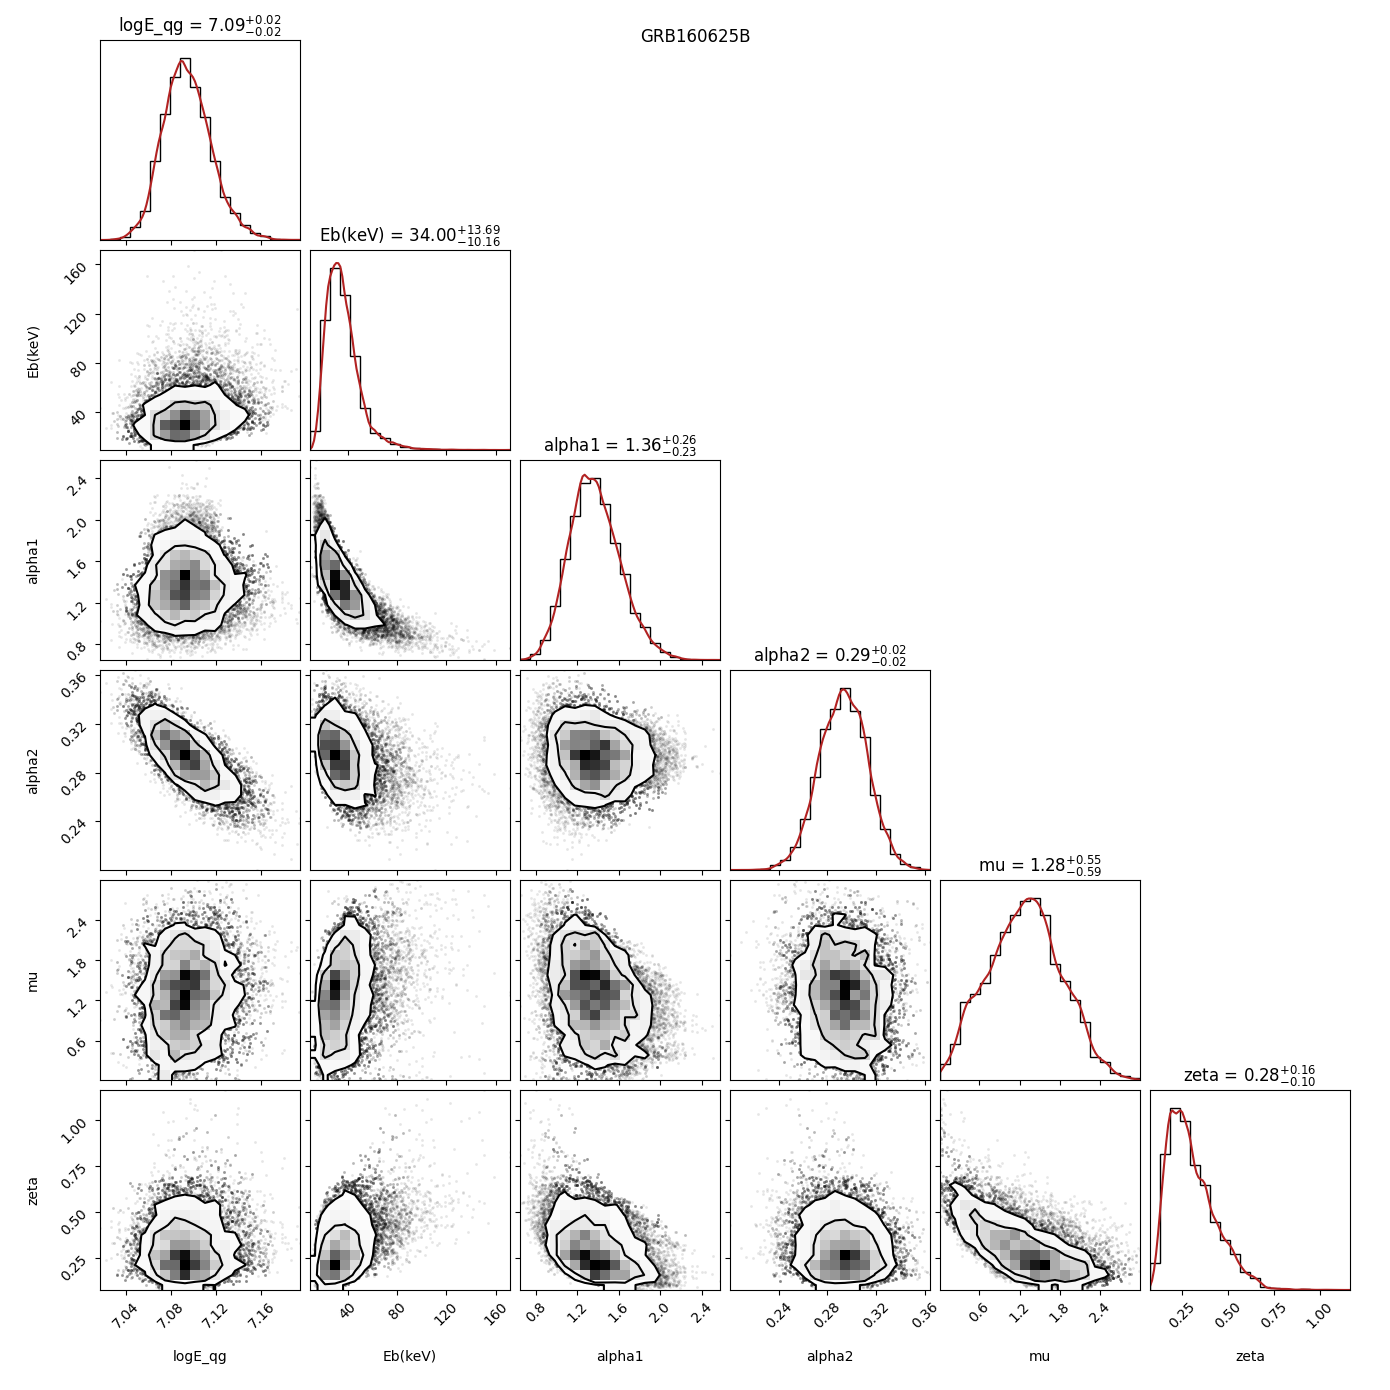 logE_qg = 7.09+0.02−0.02
GRB160625B
Eb(keV) = 34.00+13.69−10.16
160
120
80
40
Eb(keV)
alpha1 = 1.36+0.26−0.23
2.4
2.0
1.6
1.2
0.8
alpha1
alpha2 = 0.29+0.02−0.02
0.36
0.32
0.28
0.24
alpha2
mu = 1.28+0.55−0.59
2.4
1.8
1.2
0.6
mu
zeta = 0.28+0.16−0.10
1.00
0.75
0.50
0.25
zeta
7.04 7.08 7.12 7.16 40 80 120 160 0.8 1.2 1.6 2.0 2.4 0.24 0.28 0.32 0.36 0.6 1.2 1.8 2.4 0.25 0.50 0.75 1.00
logE_qg Eb(keV) alpha1 alpha2 mu zeta